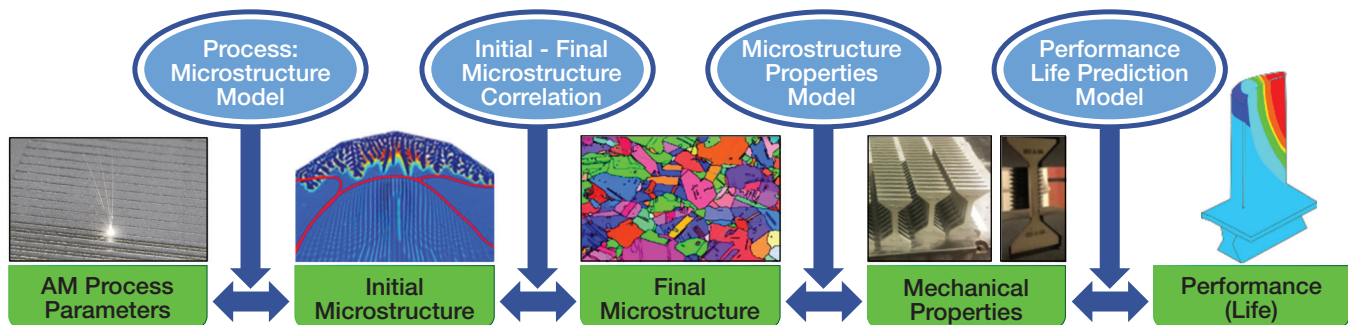 Process:
Microstructure
Model
Initial - Final
Microstructure
Correlation
Microstructure
Properties
Model
Performance
Life Prediction
Model
AM Process
Parameters
Initial
Microstructure
Final
Microstructure
Mechanical
Properties
Performance
(Life)